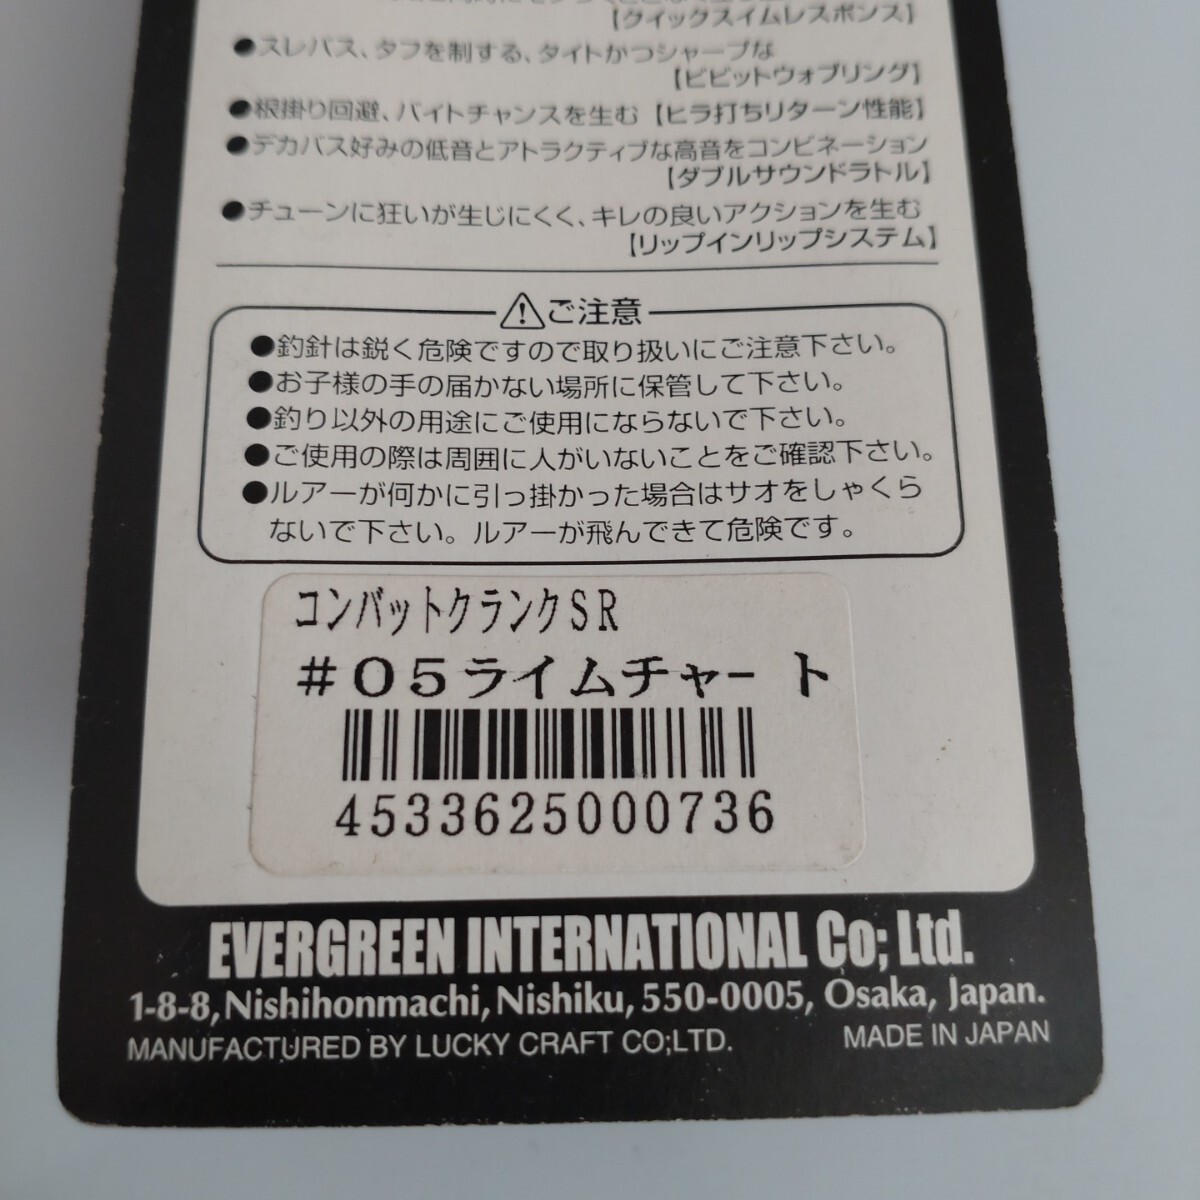 【クイックスイムレスポンス】
●スレバス、タフを制する、タイトかつシャープな
【ビビットウォブリング】
●根掛り回避、バイトチャンスを生む【ヒラ打ちリターン性能】
●デカバス好みの低音とアトラクティブな高音をコンビネーション
【ダブルサウンドラトル】
●チューンに狂いが生じにくく、キレの良いアクションを生む
【リップインリップシステム】
⚠ご注意
●釣針は鋭く危険ですので取り扱いにご注意下さい。
●お子様の手の届かない場所に保管して下さい。
●釣り以外の用途にご使用にならないで下さい。
●ご使用の際は周囲に人がいないことをご確認下さい。
●ルアーが何かに引っ掛かった場合はサオをしゃくら
ないで下さい。ルアーが飛んできて危険です。
コンバットクランクSR
#05ライムチャート
4533625000736
EVERGREEN INTERNATIONAL Co; Ltd.
1-8-8, Nishihonmachi, Nishiku, 550-0005, Osaka, Japan.
MANUFACTURED BY LUCKY CRAFT CO;LTD. MADE IN JAPAN